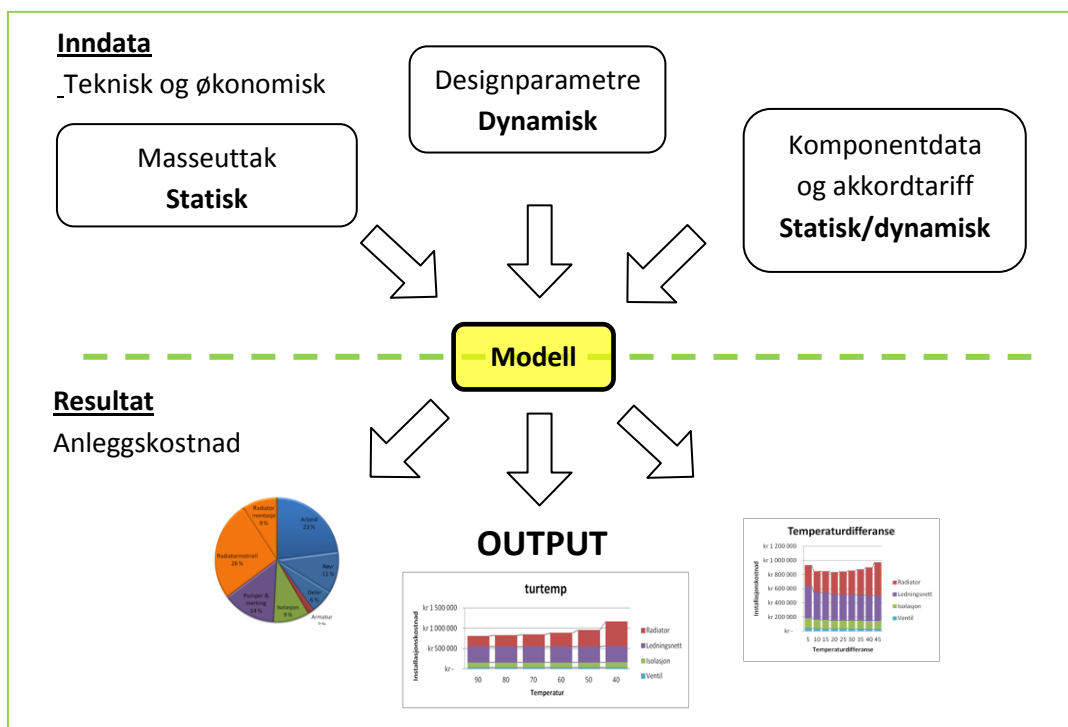 Inndata
Teknisk og økonomisk
Masseuttak
Statisk
Designparametre
Dynamisk
Komponentdata
og akkordtariff
Statisk/dynamisk
Modell
Resultat
Anleggskostnad
OUTPUT
Radiator
montasje
9 %
Arbeid
23 %
Radiatormatriell
26 %
Rør
11 %
Deler
6 %
Pumper &
merking
14 %
Isolasjon
9 %
Armatur
turtemp
Installasjonskostnad
kr 1 500 000
kr 1 000 000
kr 500 000
kr -
90 80 70 60 50 40
Temperatur
Radiator
Ledningsnett
Isolasjon
Ventil
Temperaturdifferanse
Installasjonskostnad
kr 1 200 000
kr 1 000 000
kr 800 000
kr 600 000
kr 400 000
kr 200 000
kr -
5 10 15 20 25 30 35 40 45
Temperaturdifferanse
Radiator
Ledningsnett
Isolasjon
Ventil